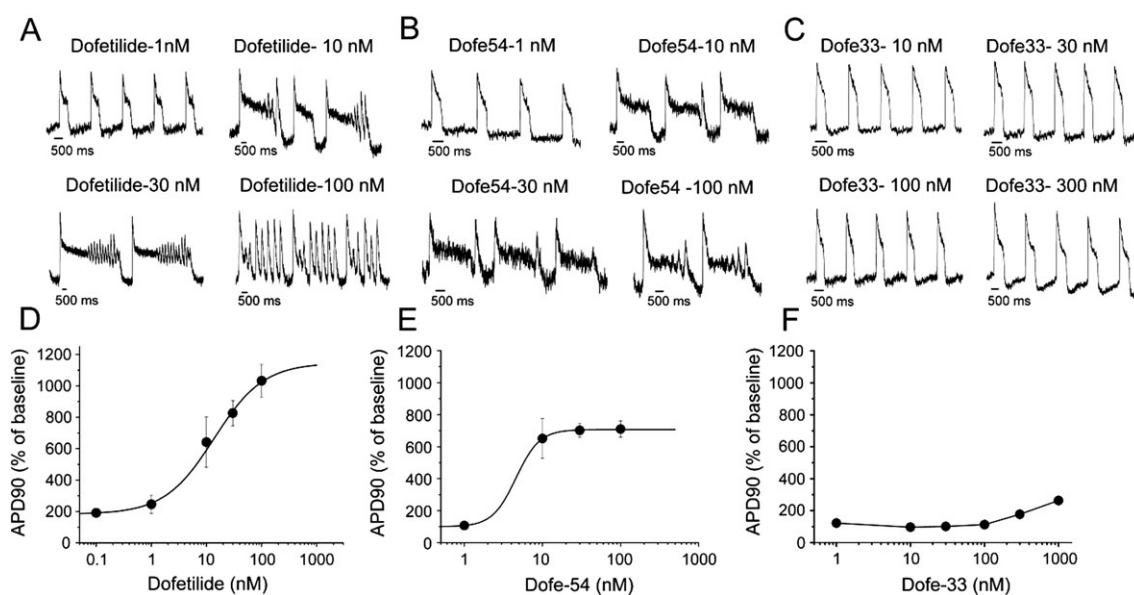 A
B
C
Dofetilide-1nM
Dofetilide- 10 nM
Dofe54-1 nM
Dofe54-10 nM
Dofe33- 10 nM
Dofe33- 30 nM
500 ms
500 ms
500 ms
500 ms
500 ms
500 ms
Dofetilide-30 nM
Dofetilide-100 nM
Dofe54-30 nM
Dofe54 -100 nM
Dofe33- 100 nM
Dofe33- 300 nM
500 ms
500 ms
500 ms
500 ms
500 ms
500 ms
D
APD90 (% of baseline)
1200
1000
800
600
400
200
0
0.1
1
10
100
1000
Dofetilide (nM)
E
APD90 (% of baseline)
1200
1000
800
600
400
200
0
1
10
100
1000
Dofe-54 (nM)
F
APD90 (% of baseline)
1200
1000
800
600
400
200
0
1
10
100
1000
Dofe-33 (nM)